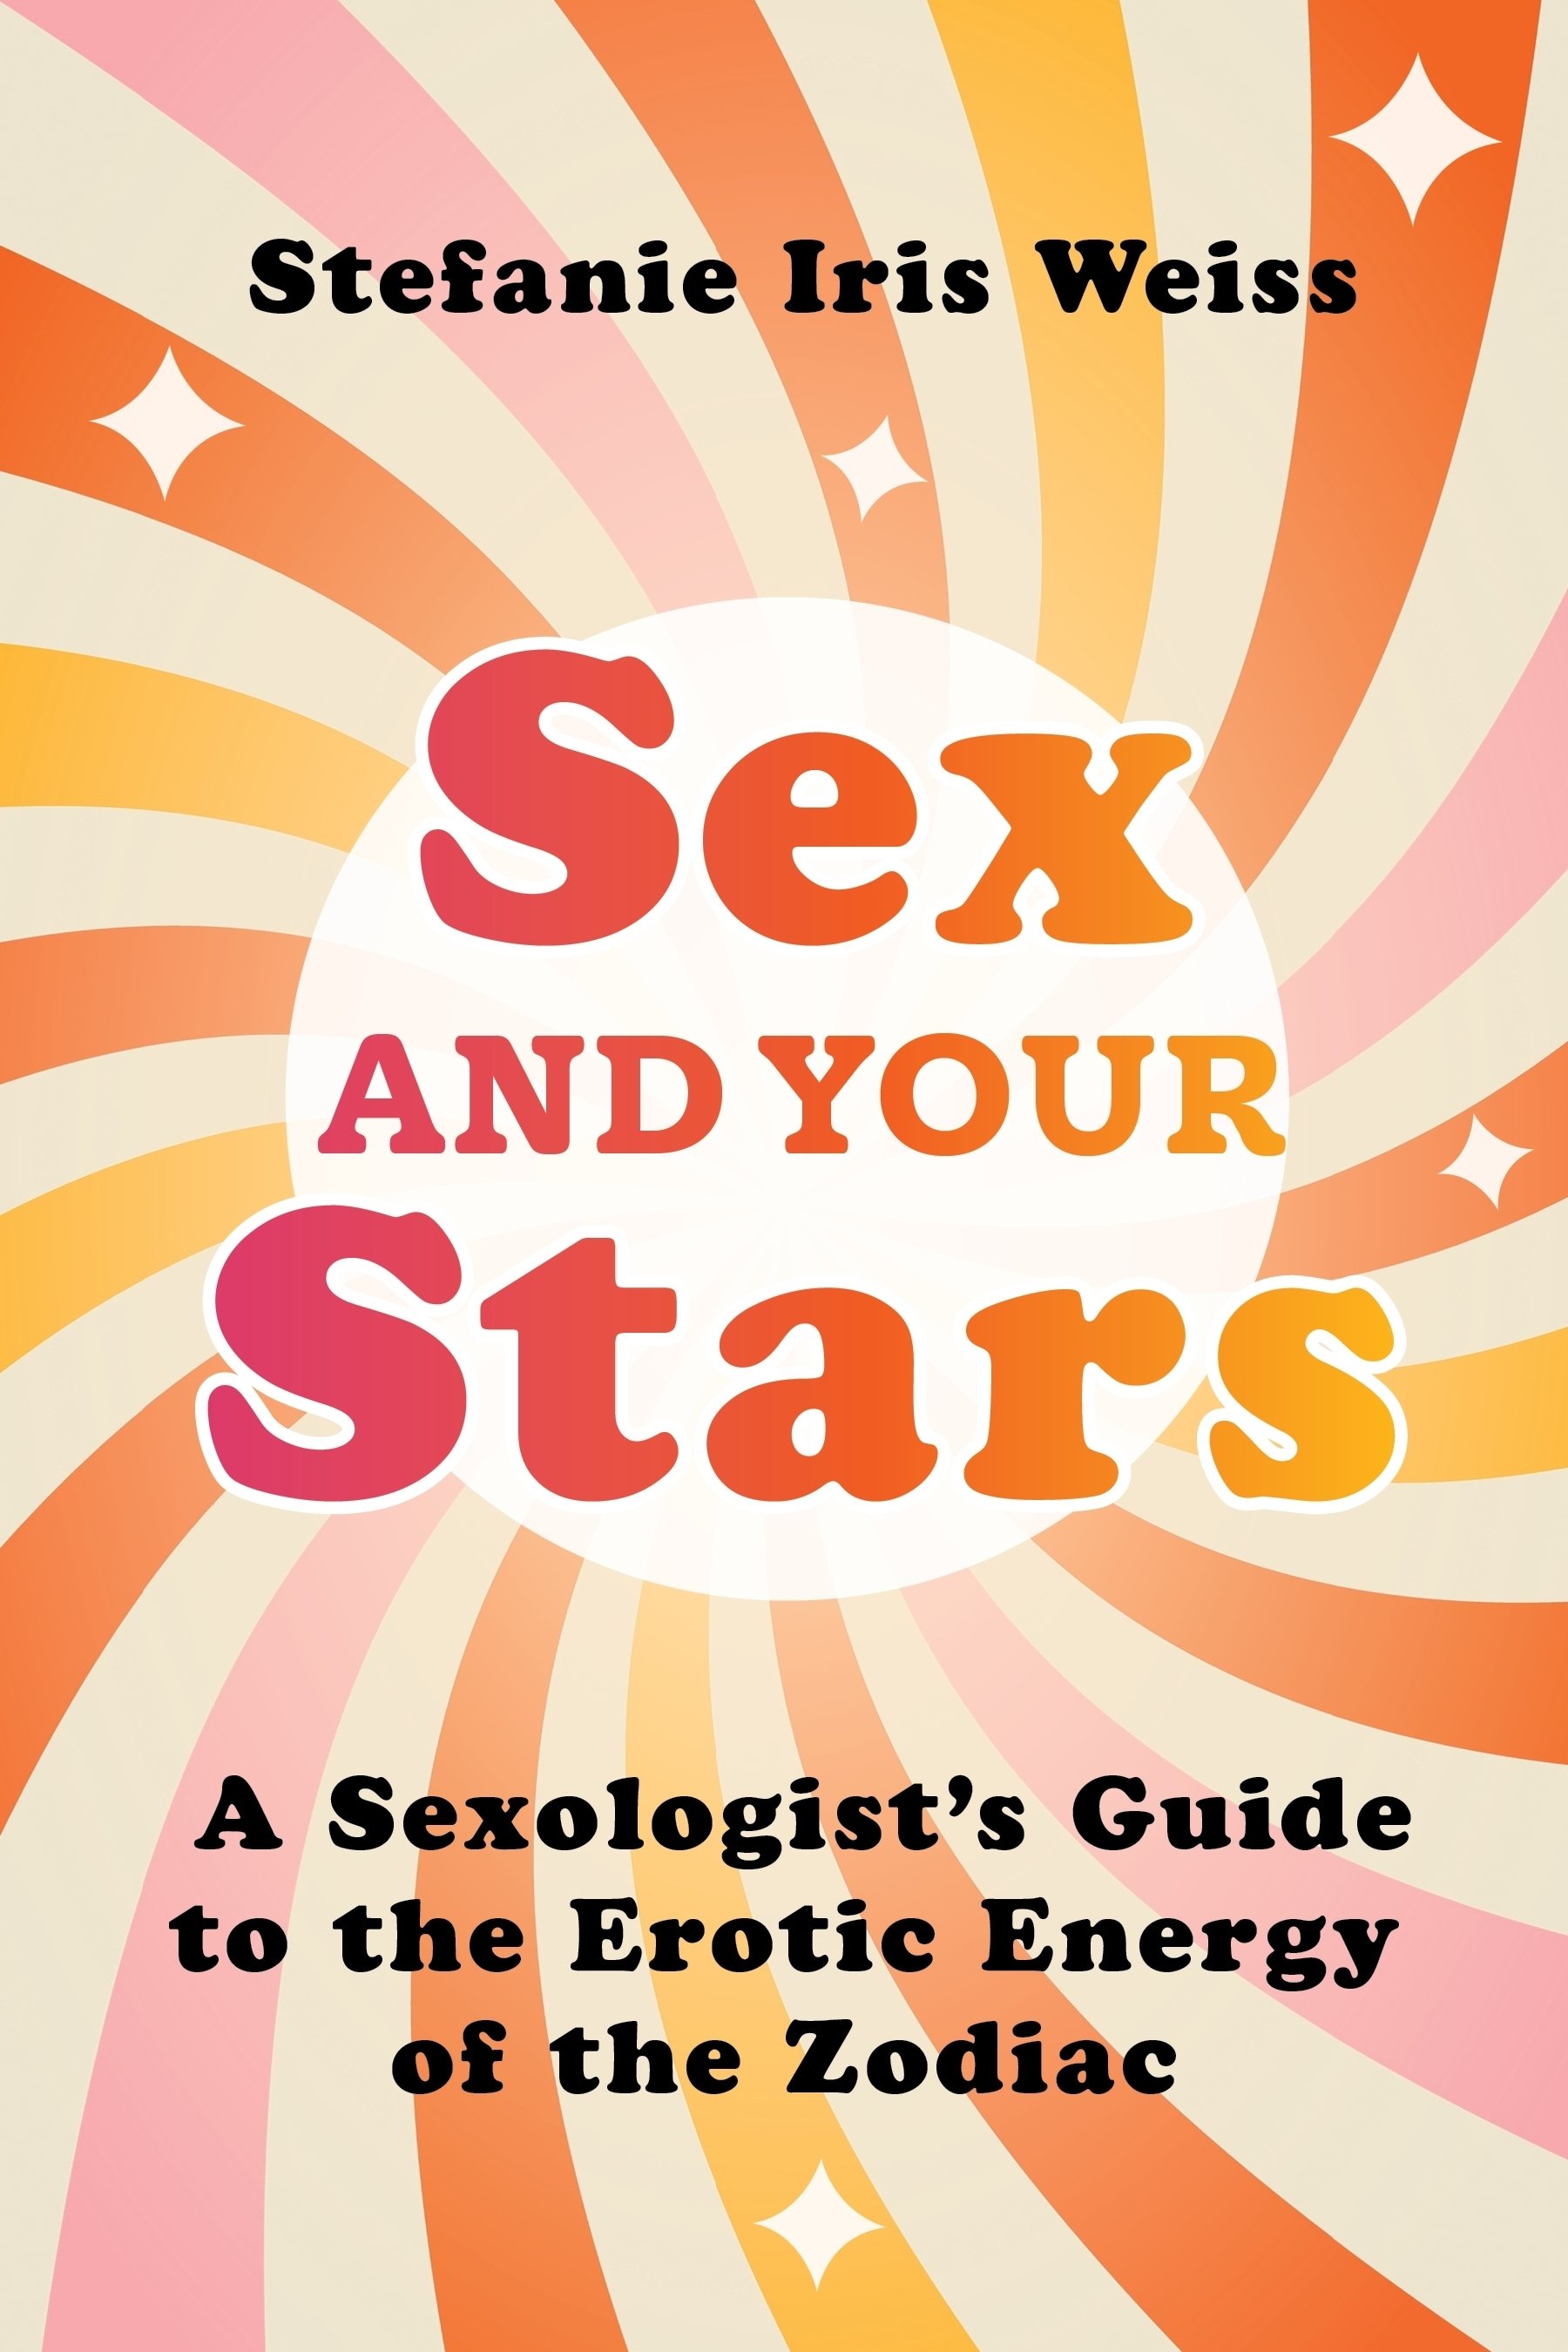 Stefanie Iris Weiss
Sex
AND YOUR
Stars
A Sexologist’s Guide
to the Erotic Energy
of the Zodiac